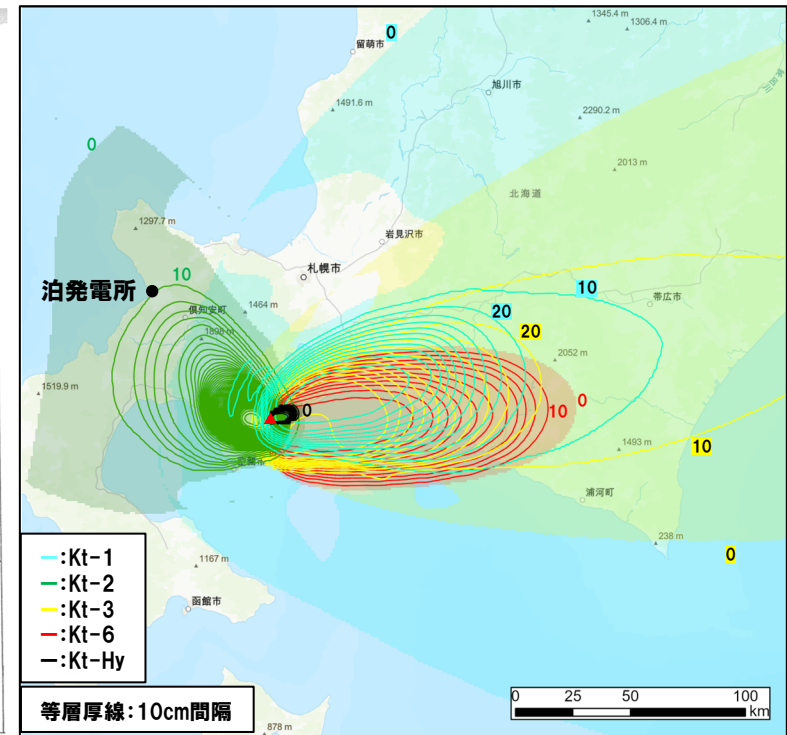 1345.4 m
0
1306.4 m
留萌市
旭川市
1491.6 m
2290.2 m
0
2013 m
北海道
1297.7 m
岩見沢市
10
札幌市
泊発電所
10
倶知安町
1464
20
帯広市
1898 m
20
2052 m
1519.9 m
0
10
0
10
1493 m
室蘭市
浦河町
238 m
0
:Kt-1
:Kt-2
:Kt-3
:Kt-6
:Kt-Hy
1167 m
函館市
等層厚線:10cm間隔
878 m
0 25 50 100
km